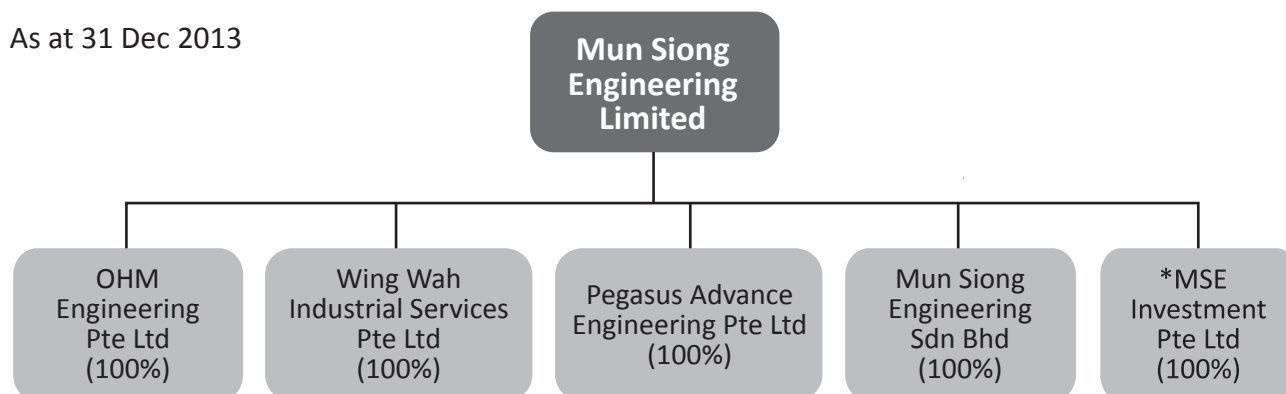 As at 31 Dec 2013
Mun Siong
Engineering
Limited
OHM
Engineering
Pte Ltd
(100%)
Wing Wah
Industrial Services
Pte Ltd
(100%)
Pegasus Advance
Engineering Pte Ltd
(100%)
Mun Siong
Engineering
Sdn Bhd
(100%)
*MSE
Investment
Pte Ltd
(100%)